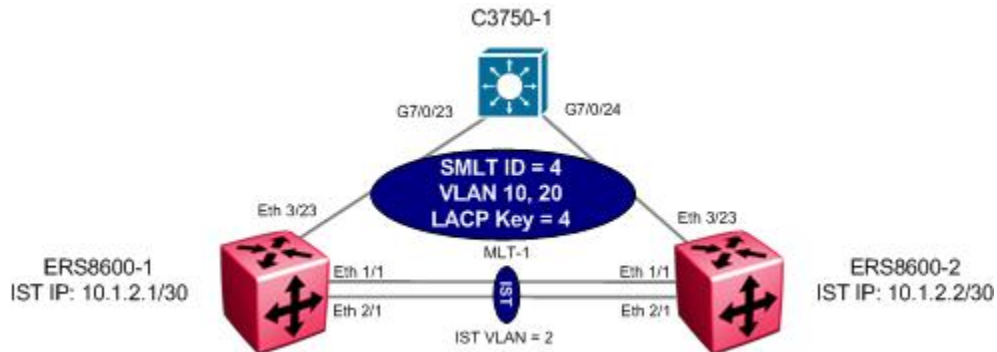 C3750-1
G7/0/23
G7/0/24
SMLT ID = 4
VLAN 10, 20
LACP Key = 4
Eth 3/23
Eth 3/23
MLT-1
ERS8600-1
IST IP: 10.1.2.1/30
Eth 1/1
Eth 1/1
ERS8600-2
IST IP: 10.1.2.2/30
IST
Eth 2/1
Eth 2/1
IST VLAN = 2